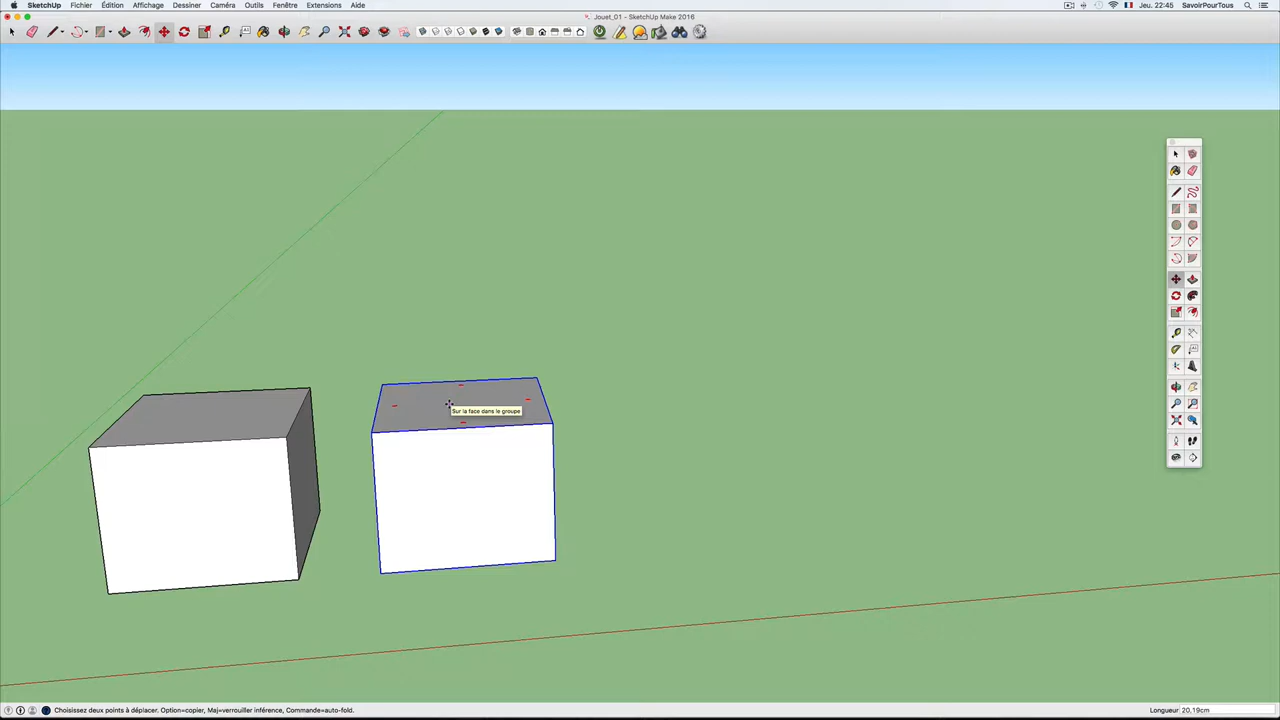 SketchUp Fichier Édition Affichage Dessiner Caméra Outils Fenêtre Extensions Aide Jeu. 22:45 SavoirPourTous
Jouet_01 - SketchUp Make 2016
Sur la face dans le groupe
Choisissez deux points à déplacer. Option=copier, Maj=verrouiller inférence, Commande=auto-fold. Longueur 20,19cm